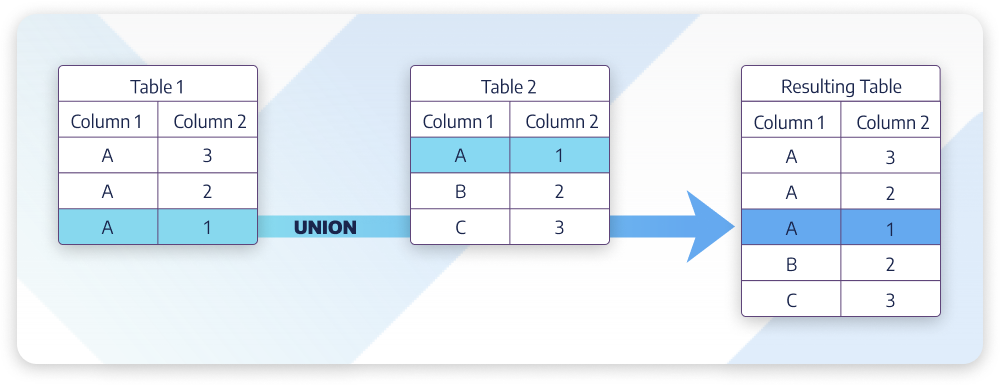 Table 1
Column 1 Column 2
A 3
A 2
A 1
UNION
Table 2
Column 1 Column 2
A 1
B 2
C 3
Resulting Table
Column 1 Column 2
A 3
A 2
A 1
B 2
C 3